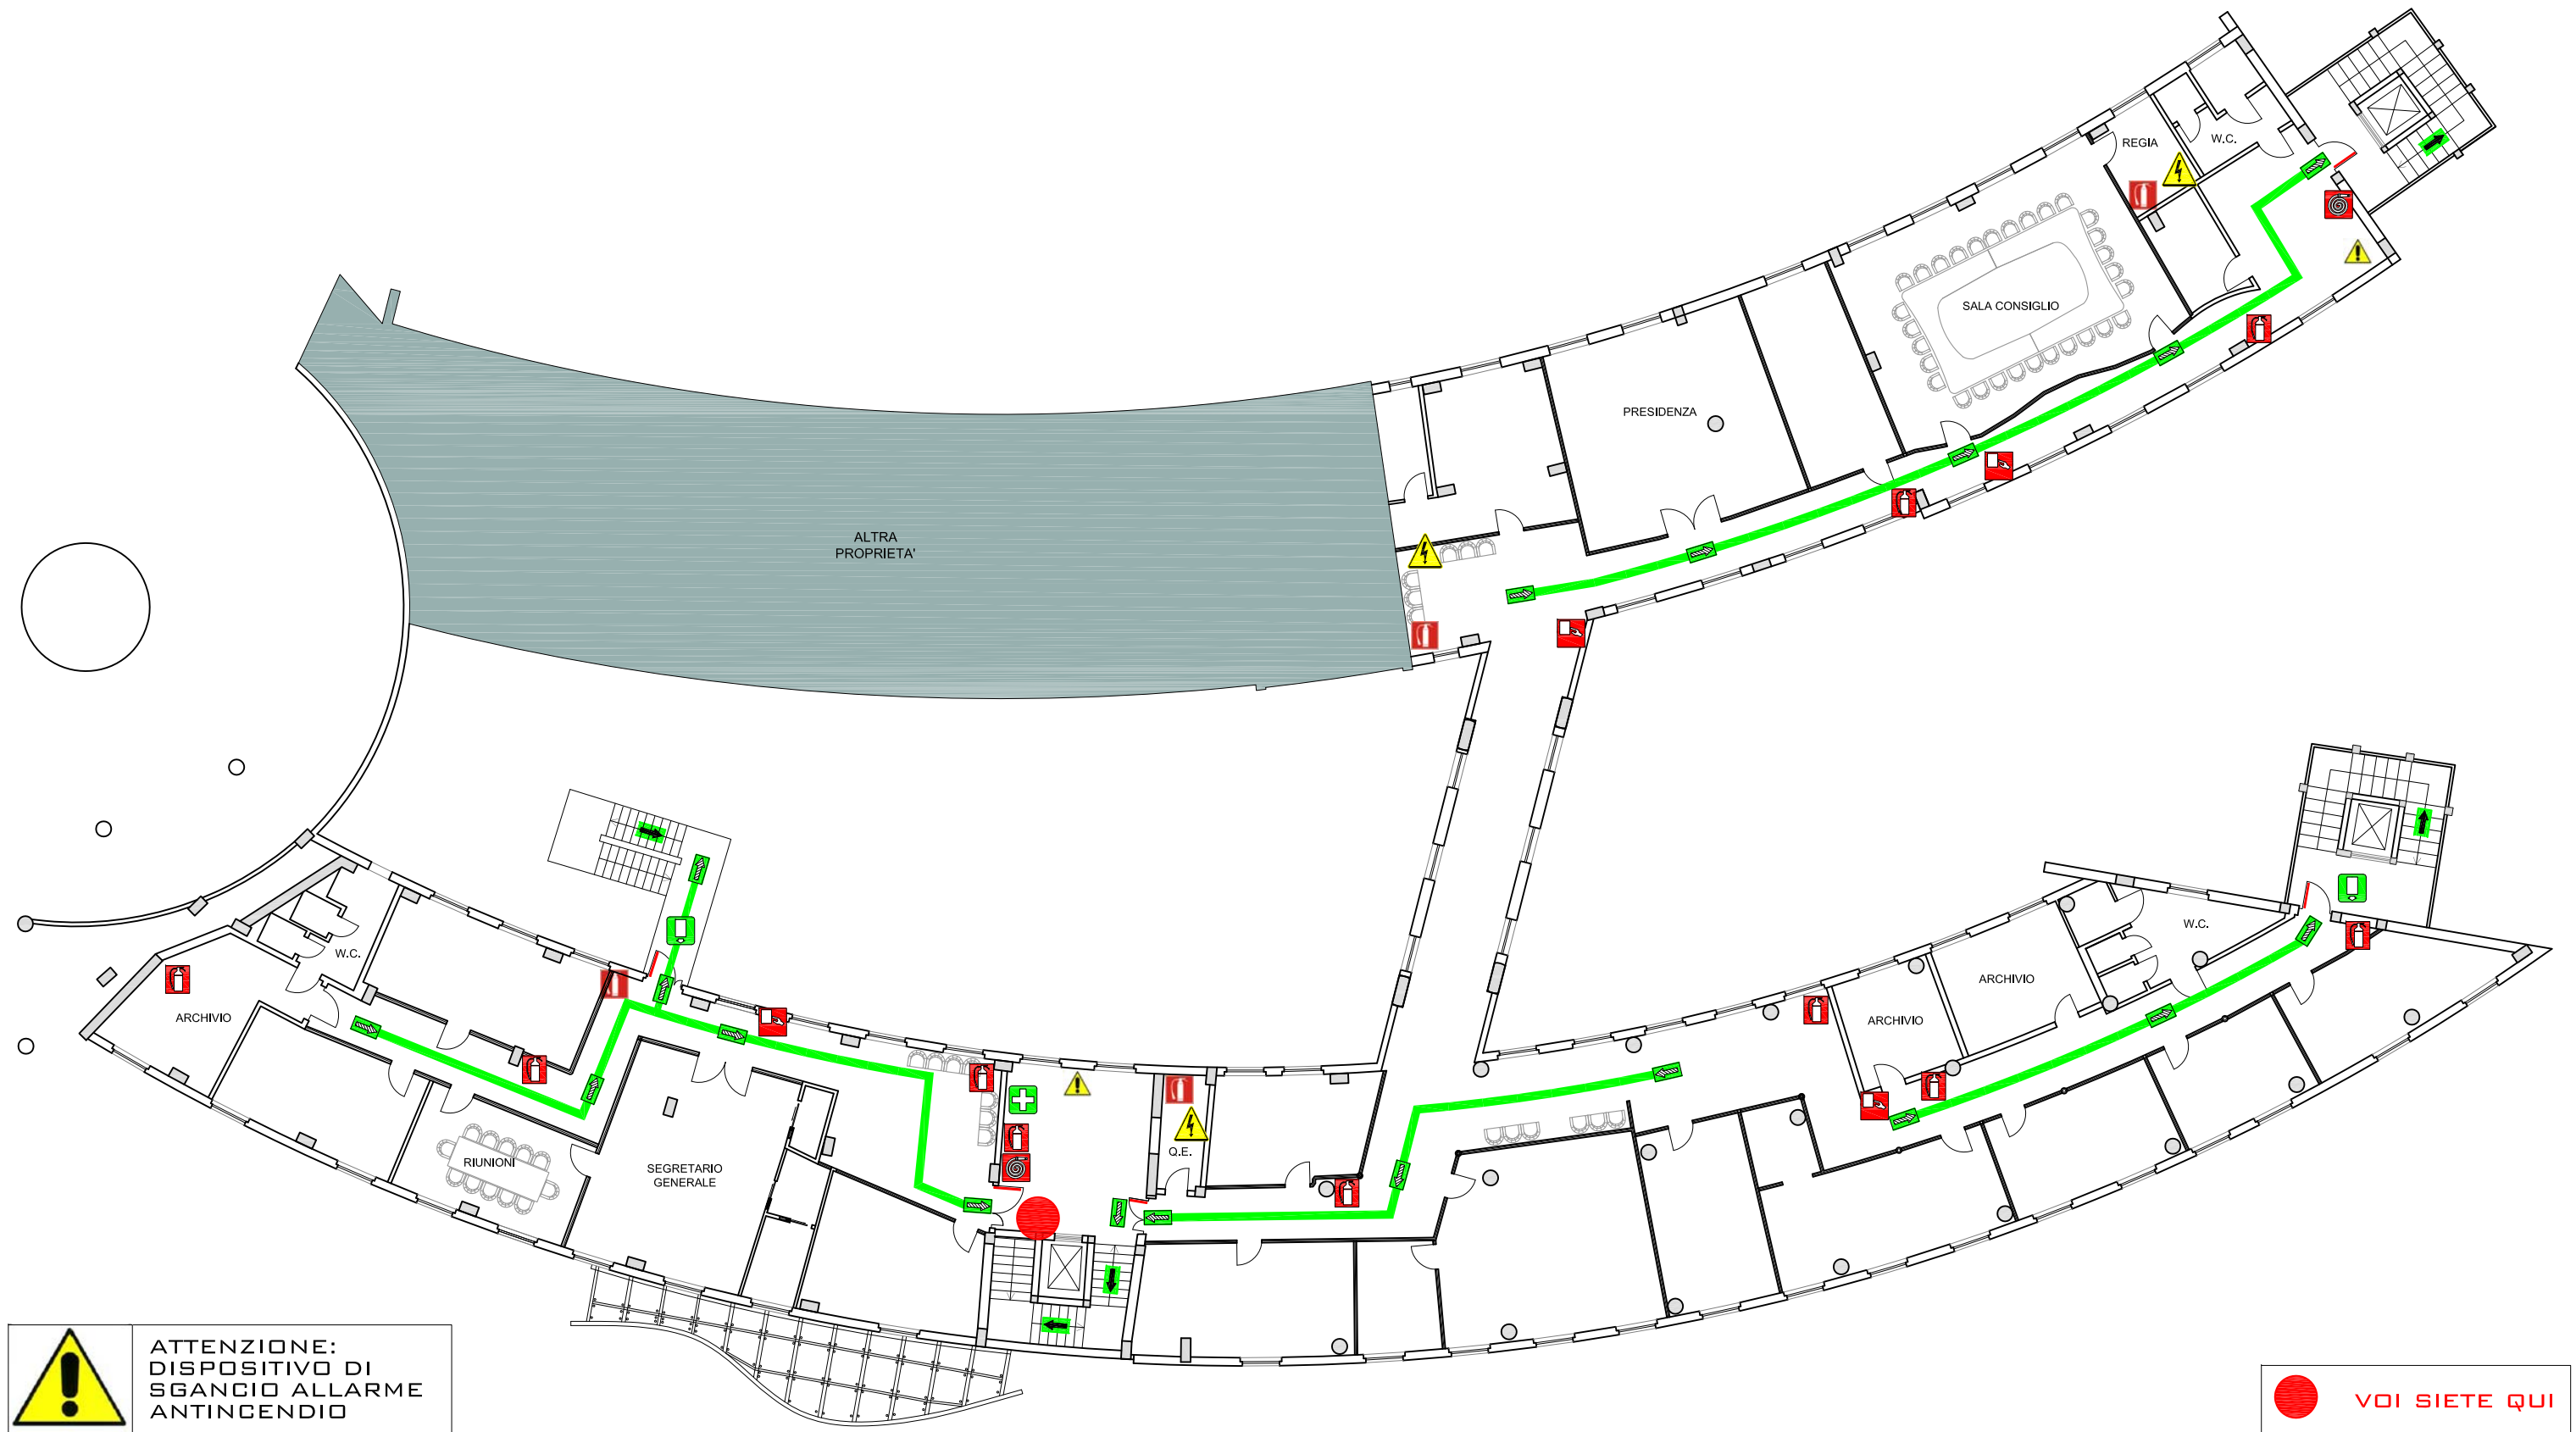 REGIA
W.C.
SALA CONSIGLIO
PRESIDENZA
ALTRA
PROPRIETA'
W.C.
ARCHIVIO
W.C.
ARCHIVIO
ARCHIVIO
RIUNIONI
SEGRETARIO
GENERALE
Q.E.
ATTENZIONE:
DISPOSITIVO DI
SGANCIO ALLARME
ANTINCENDIO
VOI SIETE QUI